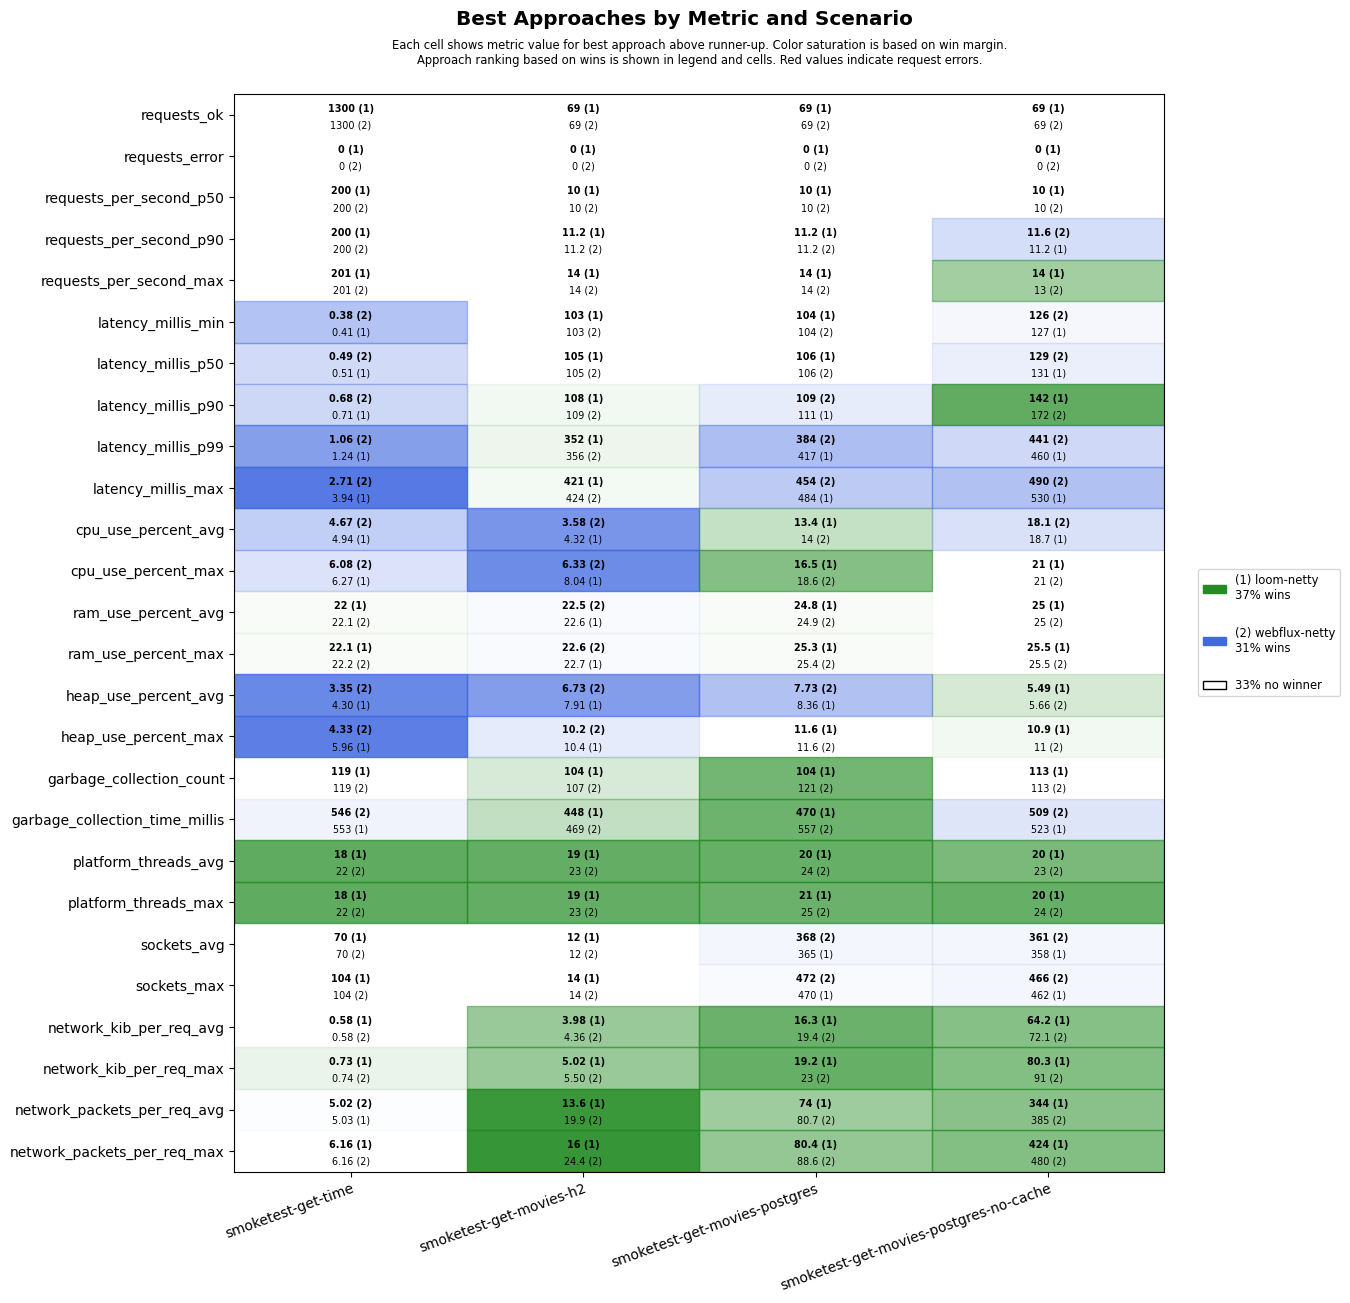 Best Approaches by Metric and Scenario
Each cell shows metric value for best approach above runner-up. Color saturation is based on win margin.
Approach ranking based on wins is shown in legend and cells. Red values indicate request errors.
requests_ok
1300 (1) 69 (1) 69 (1) 69 (1)
1300 (2) 69 (2) 69 (2) 69 (2)
requests_error
0 (1) 0 (1) 0 (1) 0 (1)
0 (2) 0 (2) 0 (2) 0 (2)
requests_per_second_p50
200 (1) 10 (1) 10 (1) 10 (1)
200 (2) 10 (2) 10 (2) 10 (2)
requests_per_second_p90
200 (1) 11.2 (1) 11.2 (1) 11.6 (2)
200 (2) 11.2 (2) 11.2 (2) 11.2 (1)
requests_per_second_max
201 (1) 14 (1) 14 (1) 14 (1)
201 (2) 14 (2) 14 (2) 13 (2)
latency_millis_min
0.38 (2) 103 (1) 104 (1) 126 (2)
0.41 (1) 103 (2) 104 (2) 127 (1)
latency_millis_p50
0.49 (2) 105 (1) 106 (1) 129 (2)
0.51 (1) 105 (2) 106 (2) 131 (1)
latency_millis_p90
0.68 (2) 108 (1) 109 (2) 142 (1)
0.71 (1) 109 (2) 111 (1) 172 (2)
latency_millis_p99
1.06 (2) 352 (1) 384 (2) 441 (2)
1.24 (1) 356 (2) 417 (1) 460 (1)
latency_millis_max
2.71 (2) 421 (1) 454 (2) 490 (2)
3.94 (1) 424 (2) 484 (1) 530 (1)
cpu_use_percent_avg
4.67 (2) 3.58 (2) 13.4 (1) 18.1 (2)
4.94 (1) 4.32 (1) 14 (2) 18.7 (1)
cpu_use_percent_max
6.08 (2) 6.33 (2) 16.5 (1) 21 (1)
6.27 (1) 8.04 (1) 18.6 (2) 21 (2)
ram_use_percent_avg
22 (1) 22.5 (2) 24.8 (1) 25 (1)
22.1 (2) 22.6 (1) 24.9 (2) 25 (2)
ram_use_percent_max
22.1 (1) 22.6 (2) 25.3 (1) 25.5 (1)
22.2 (2) 22.7 (1) 25.4 (2) 25.5 (2)
heap_use_percent_avg
3.35 (2) 6.73 (2) 7.73 (2) 5.49 (1)
4.30 (1) 7.91 (1) 8.36 (1) 5.66 (2)
heap_use_percent_max
4.33 (2) 10.2 (2) 11.6 (1) 10.9 (1)
5.96 (1) 10.4 (1) 11.6 (2) 11 (2)
garbage_collection_count
119 (1) 104 (1) 104 (1) 113 (1)
119 (2) 107 (2) 121 (2) 113 (2)
garbage_collection_time_millis
546 (2) 448 (1) 470 (1) 509 (2)
553 (1) 469 (2) 557 (2) 523 (1)
platform_threads_avg
18 (1) 19 (1) 20 (1) 20 (1)
22 (2) 23 (2) 24 (2) 23 (2)
platform_threads_max
18 (1) 19 (1) 21 (1) 20 (1)
22 (2) 23 (2) 25 (2) 24 (2)
sockets_avg
70 (1) 12 (1) 368 (2) 361 (2)
70 (2) 12 (2) 365 (1) 358 (1)
sockets_max
104 (1) 14 (1) 472 (2) 466 (2)
104 (2) 14 (2) 470 (1) 462 (1)
network_kib_per_req_avg
0.58 (1) 3.98 (1) 16.3 (1) 64.2 (1)
0.58 (2) 4.36 (2) 19.4 (2) 72.1 (2)
network_kib_per_req_max
0.73 (1) 5.02 (1) 19.2 (1) 80.3 (1)
0.74 (2) 5.50 (2) 23 (2) 91 (2)
network_packets_per_req_avg
5.02 (2) 13.6 (1) 74 (1) 344 (1)
5.03 (1) 19.9 (2) 80.7 (2) 385 (2)
network_packets_per_req_max
6.16 (1) 16 (1) 80.4 (1) 424 (1)
6.16 (2) 24.4 (2) 88.6 (2) 480 (2)
smoketest-get-time
smoketest-get-movies-h2
smoketest-get-movies-postgres
smoketest-get-movies-postgres-no-cache
(1) loom-netty
37% wins
(2) webflux-netty
31% wins
33% no winner